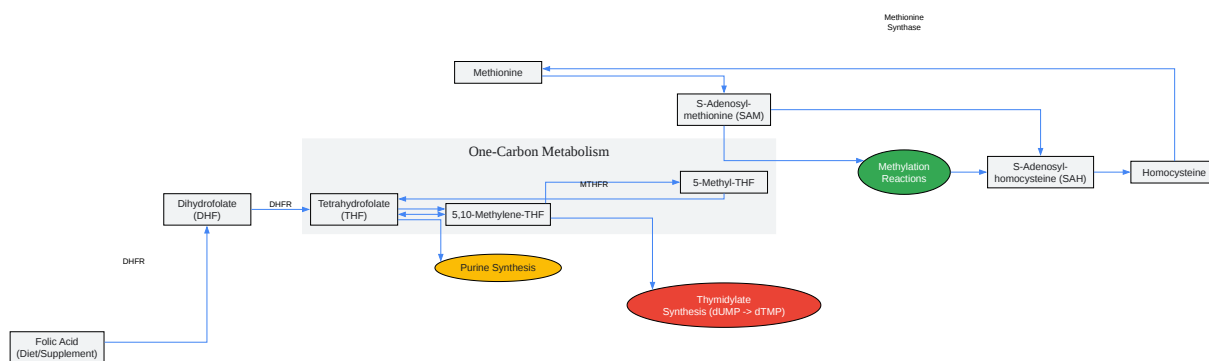 Methionine
Synthase
Methionine
S-Adenosyl-
methionine (SAM)
One-Carbon Metabolism
Methylation
Reactions
S-Adenosyl-
homocysteine (SAH)
Homocysteine
5-Methyl-THF
MTHFR
Dihydrofolate
(DHF)
DHFR
Tetrahydrofolate
(THF)
5,10-Methylene-THF
DHFR
Purine Synthesis
Thymidylate
Synthesis (dUMP -> dTMP)
Folic Acid
(Diet/Supplement)